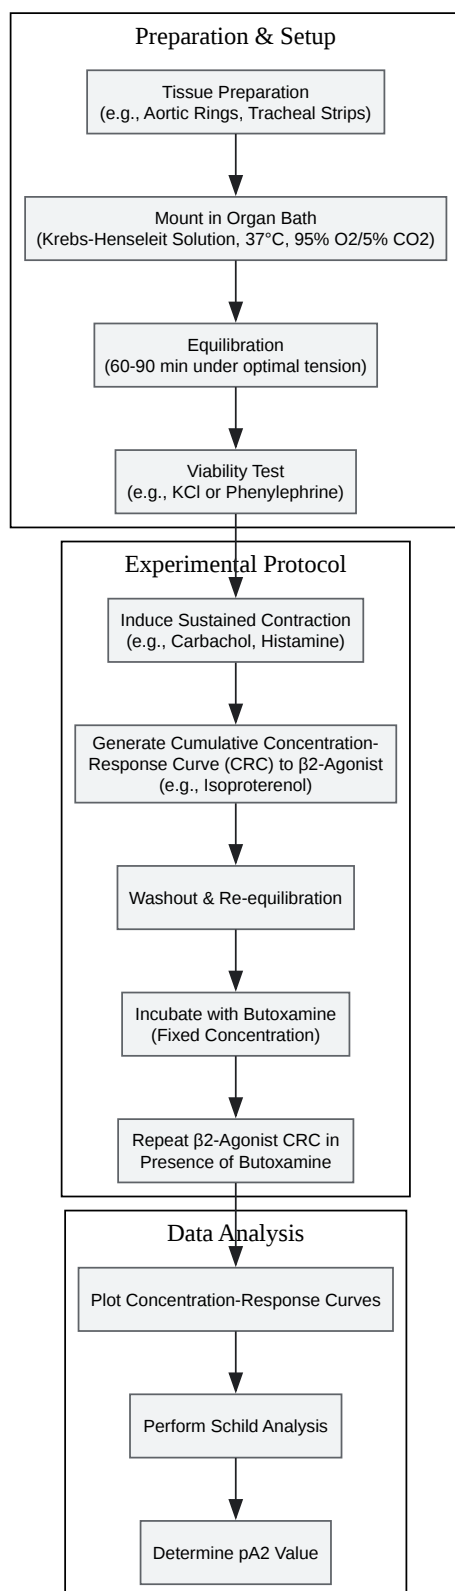 Preparation & Setup
Tissue Preparation
(e.g., Aortic Rings, Tracheal Strips)
Mount in Organ Bath
(Krebs-Henseleit Solution, 37°C, 95% O2/5% CO2)
Equilibration
(60-90 min under optimal tension)
Viability Test
(e.g., KCl or Phenylephrine)
Experimental Protocol
Induce Sustained Contraction
(e.g., Carbachol, Histamine)
Generate Cumulative Concentration-
Response Curve (CRC) to β2-Agonist
(e.g., Isoproterenol)
Washout & Re-equilibration
Incubate with Butoxamine
(Fixed Concentration)
Repeat β2-Agonist CRC in
Presence of Butoxamine
Data Analysis
Plot Concentration-Response Curves
Perform Schild Analysis
Determine pA2 Value